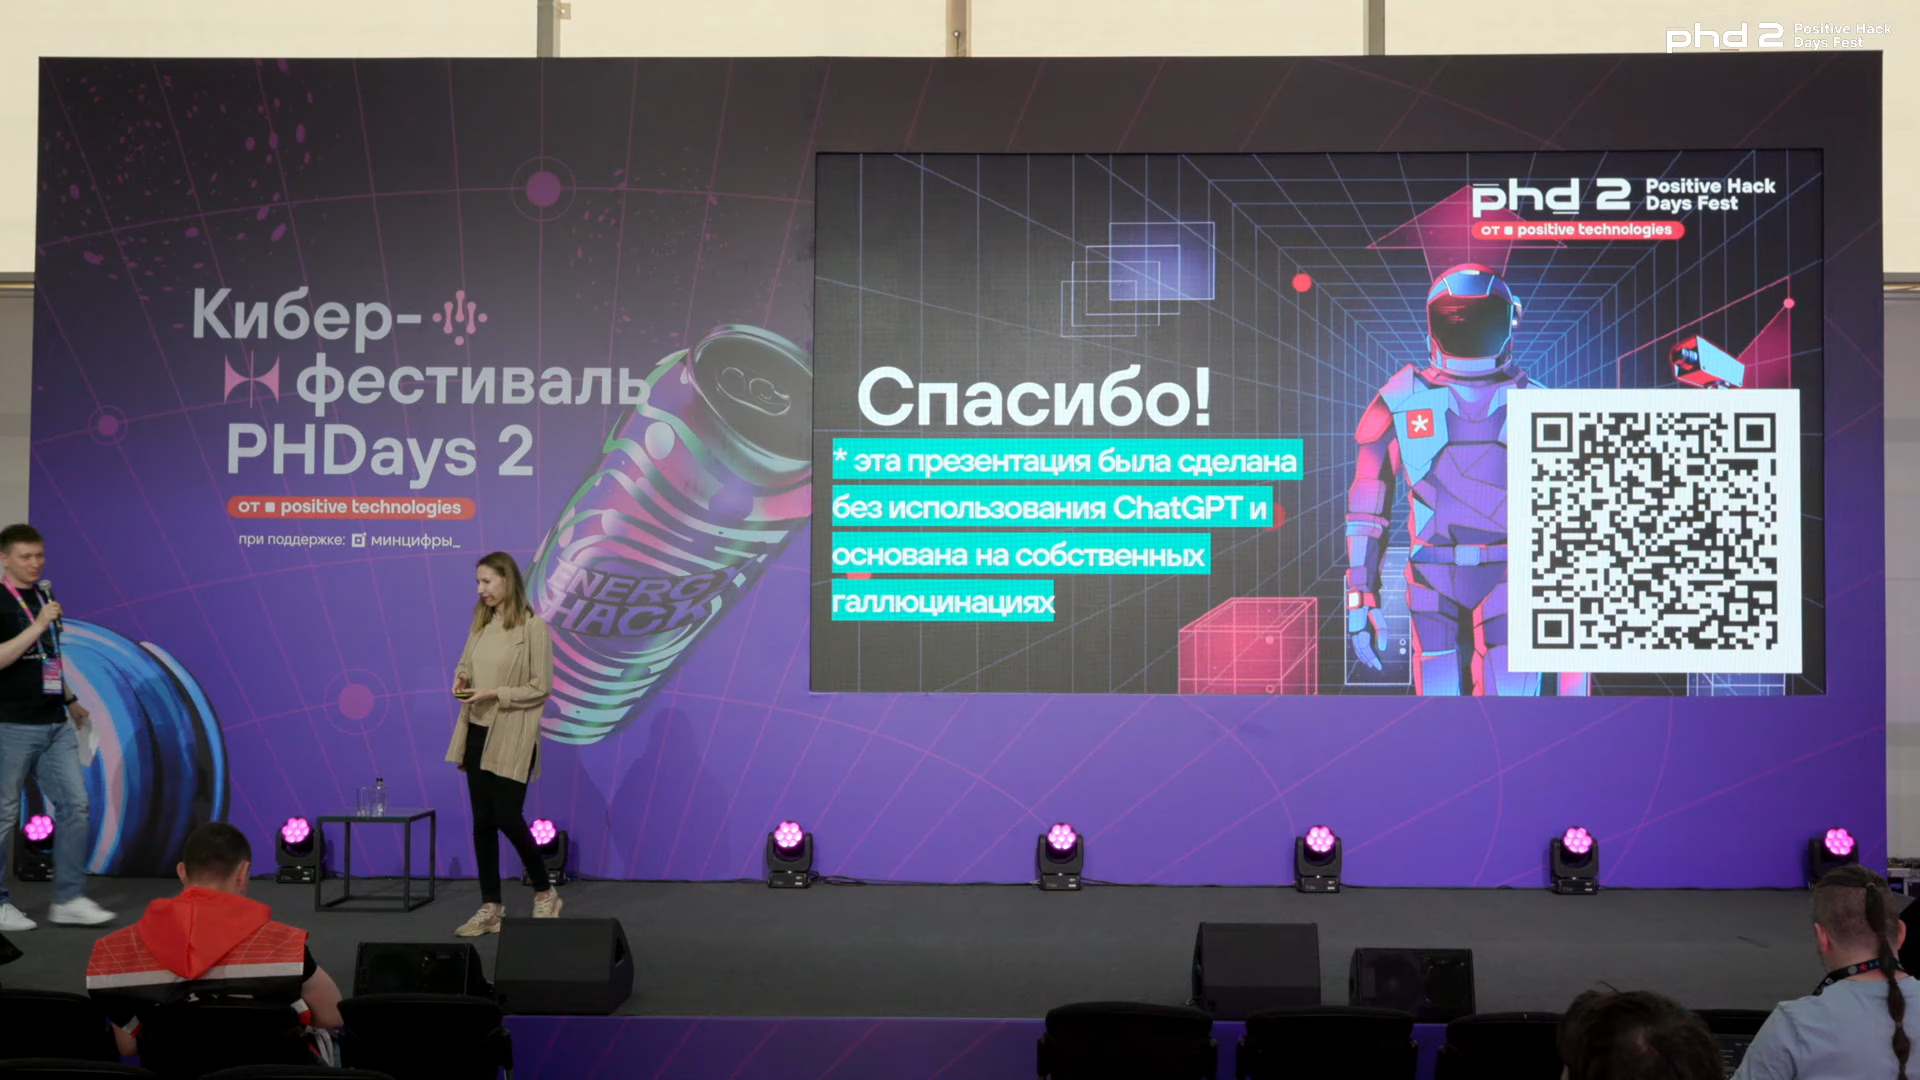 phd 2 Positive Hack
Days Fest
Кибер-
фестиваль
PHDays 2
от positive technologies
при поддержке: минцифры_
ENERGY
HACK
phd 2 Positive Hack
Days Fest
от positive technologies
Спасибо!
* эта презентация была сделана
без использования ChatGPT и
основана на собственных
галлюцинациях